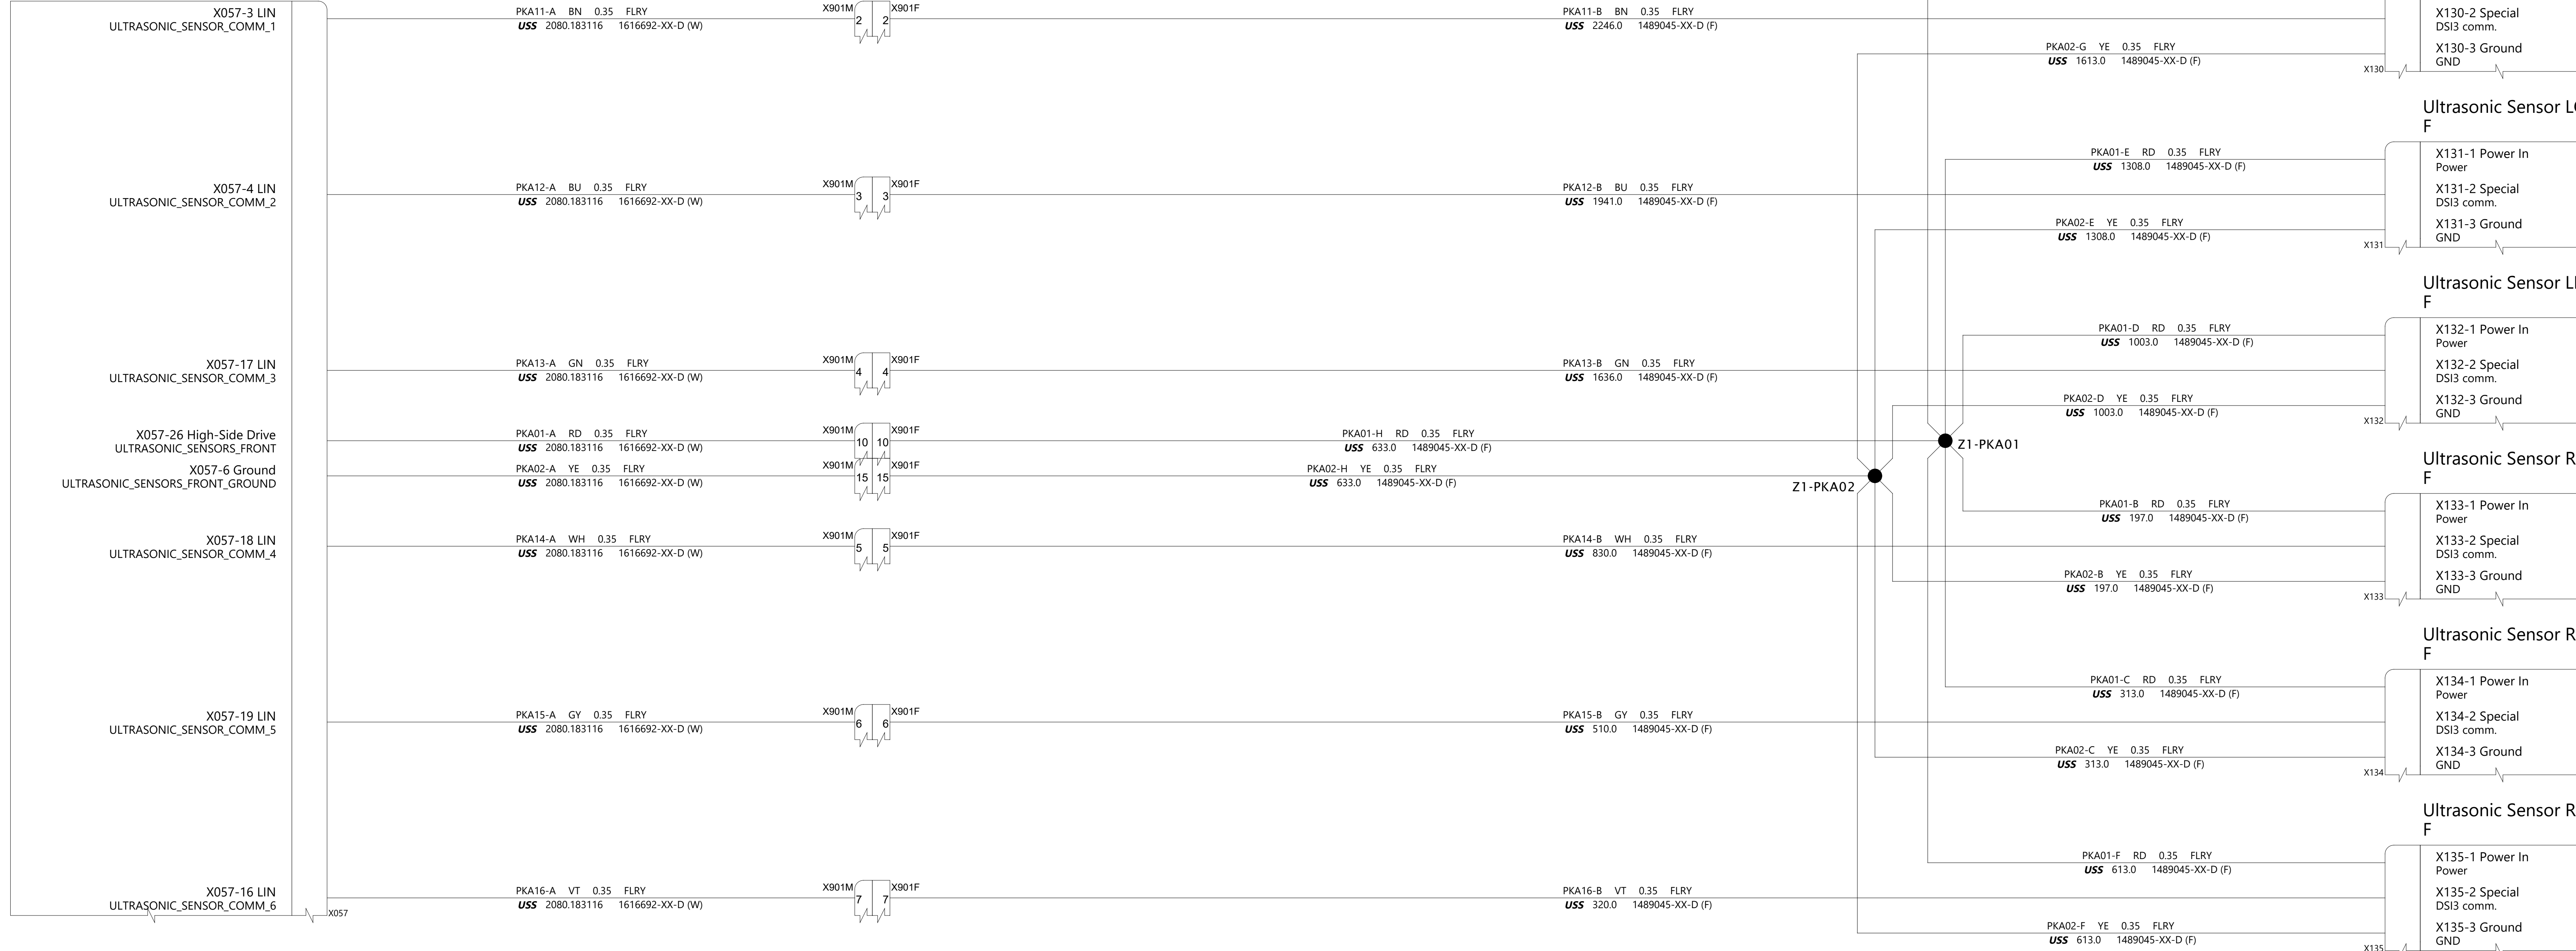 X057-3 LIN
ULTRASONIC_SENSOR_COMM_1
PKA11-A BN 0.35 FLRY
USS 2080.183116 1616692-XX-D (W)
X901M X901F
2 2
PKA11-B BN 0.35 FLRY
USS 2246.0 1489045-XX-D (F)
X130-2 Special
DSI3 comm.
PKA02-G YE 0.35 FLRY
USS 1613.0 1489045-XX-D (F)
X130-3 Ground
GND
X130
Ultrasonic Sensor
F
PKA01-E RD 0.35 FLRY
USS 1308.0 1489045-XX-D (F)
X131-1 Power In
Power
X057-4 LIN
ULTRASONIC_SENSOR_COMM_2
PKA12-A BU 0.35 FLRY
USS 2080.183116 1616692-XX-D (W)
X901M X901F
3 3
PKA12-B BU 0.35 FLRY
USS 1941.0 1489045-XX-D (F)
X131-2 Special
DSI3 comm.
PKA02-E YE 0.35 FLRY
USS 1308.0 1489045-XX-D (F)
X131-3 Ground
GND
X131
Ultrasonic Sensor
F
PKA01-D RD 0.35 FLRY
USS 1003.0 1489045-XX-D (F)
X132-1 Power In
Power
X057-17 LIN
ULTRASONIC_SENSOR_COMM_3
PKA13-A GN 0.35 FLRY
USS 2080.183116 1616692-XX-D (W)
X901M X901F
4 4
PKA13-B GN 0.35 FLRY
USS 1636.0 1489045-XX-D (F)
X132-2 Special
DSI3 comm.
PKA02-D YE 0.35 FLRY
USS 1003.0 1489045-XX-D (F)
X132-3 Ground
GND
X132
X057-26 High-Side Drive
ULTRASONIC_SENSORS_FRONT
PKA01-A RD 0.35 FLRY
USS 2080.183116 1616692-XX-D (W)
X901M X901F
10 10
PKA01-H RD 0.35 FLRY
USS 633.0 1489045-XX-D (F)
Z1-PKA01
X057-6 Ground
ULTRASONIC_SENSORS_FRONT_GROUND
PKA02-A YE 0.35 FLRY
USS 2080.183116 1616692-XX-D (W)
X901M X901F
15 15
PKA02-H YE 0.35 FLRY
USS 633.0 1489045-XX-D (F)
Z1-PKA02
Ultrasonic Sensor R
F
PKA01-B RD 0.35 FLRY
USS 197.0 1489045-XX-D (F)
X133-1 Power In
Power
X057-18 LIN
ULTRASONIC_SENSOR_COMM_4
PKA14-A WH 0.35 FLRY
USS 2080.183116 1616692-XX-D (W)
X901M X901F
5 5
PKA14-B WH 0.35 FLRY
USS 830.0 1489045-XX-D (F)
X133-2 Special
DSI3 comm.
PKA02-B YE 0.35 FLRY
USS 197.0 1489045-XX-D (F)
X133-3 Ground
GND
X133
Ultrasonic Sensor R
F
PKA01-C RD 0.35 FLRY
USS 313.0 1489045-XX-D (F)
X134-1 Power In
Power
X057-19 LIN
ULTRASONIC_SENSOR_COMM_5
PKA15-A GY 0.35 FLRY
USS 2080.183116 1616692-XX-D (W)
X901M X901F
6 6
PKA15-B GY 0.35 FLRY
USS 510.0 1489045-XX-D (F)
X134-2 Special
DSI3 comm.
PKA02-C YE 0.35 FLRY
USS 313.0 1489045-XX-D (F)
X134-3 Ground
GND
X134
Ultrasonic Sensor R
F
PKA01-F RD 0.35 FLRY
USS 613.0 1489045-XX-D (F)
X135-1 Power In
Power
X057-16 LIN
ULTRASONIC_SENSOR_COMM_6
X057
PKA16-A VT 0.35 FLRY
USS 2080.183116 1616692-XX-D (W)
X901M X901F
7 7
PKA16-B VT 0.35 FLRY
USS 320.0 1489045-XX-D (F)
X135-2 Special
DSI3 comm.
PKA02-F YE 0.35 FLRY
USS 613.0 1489045-XX-D (F)
X135-3 Ground
GND
X135